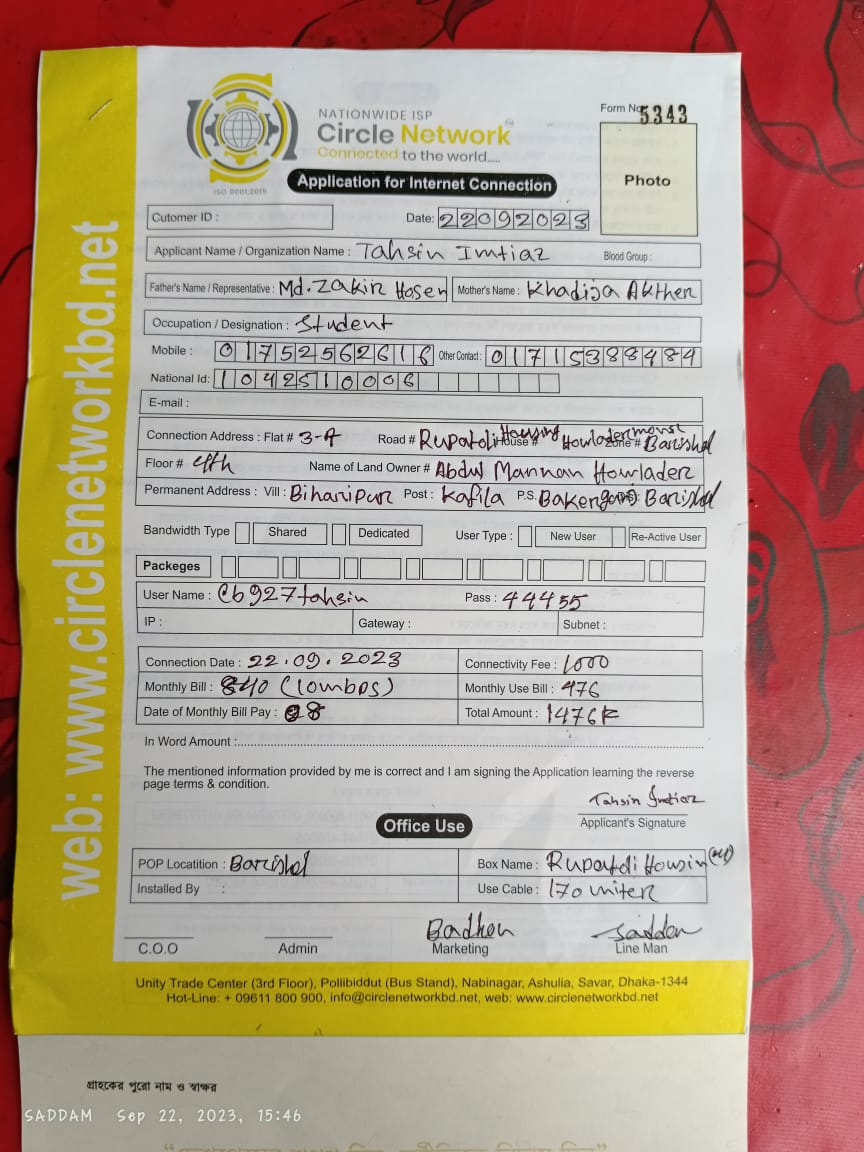 web: www.circlenetworkbd.net
NATIONWIDE ISP
Circle Network
Connected to the world.....
ISO 9001:2015
Form No 5343
Photo
Application for Internet Connection
Cutomer ID :
Date: 22092023
Applicant Name / Organization Name : Tahsin Imtiaz Blood Group :
Father's Name / Representative : Md. Zakir Hosen Mother's Name : Khadija Akther
Occupation / Designation : Student
Mobile : 01752562616 Other Contact : 01715388484
National Id: 1042510006
E-mail :
Connection Address : Flat # 3-A Road # Rupatoli Housing House # Howlader Zone # Barishal
Floor # 4th Name of Land Owner # Abdul Mannan Howlader
Permanent Address : Vill : Biharipur Post : Kafila P.S. Bakergonj Barishal
Bandwidth Type Shared Dedicated User Type : New User Re-Active User
Packeges
User Name : Cb927tahsin Pass : 44455
IP : Gateway : Subnet :
Connection Date : 22.09.2023 Connectivity Fee : 1000
Monthly Bill : 840 (10mbps) Monthly Use Bill : 476
Date of Monthly Bill Pay : 8 Total Amount : 1476
In Word Amount :
The mentioned information provided by me is correct and I am signing the Application learning the reverse
page terms & condition.
Tahsin Imtiaz
Applicant's Signature
Office Use
POP Locatition : Barishal Box Name : Rupatoli Housin
Installed By : Use Cable : 170 miter
Badhon Saddam
C.O.O Admin Marketing Line Man
Unity Trade Center (3rd Floor), Pollibiddut (Bus Stand), Nabinagar, Ashulia, Savar, Dhaka-1344
Hot-Line: + 09611 800 900, info@circlenetworkbd.net, web: www.circlenetworkbd.net
গ্রাহকের পুরো নাম ও স্বাক্ষর
SADDAM Sep 22, 2023, 15:46